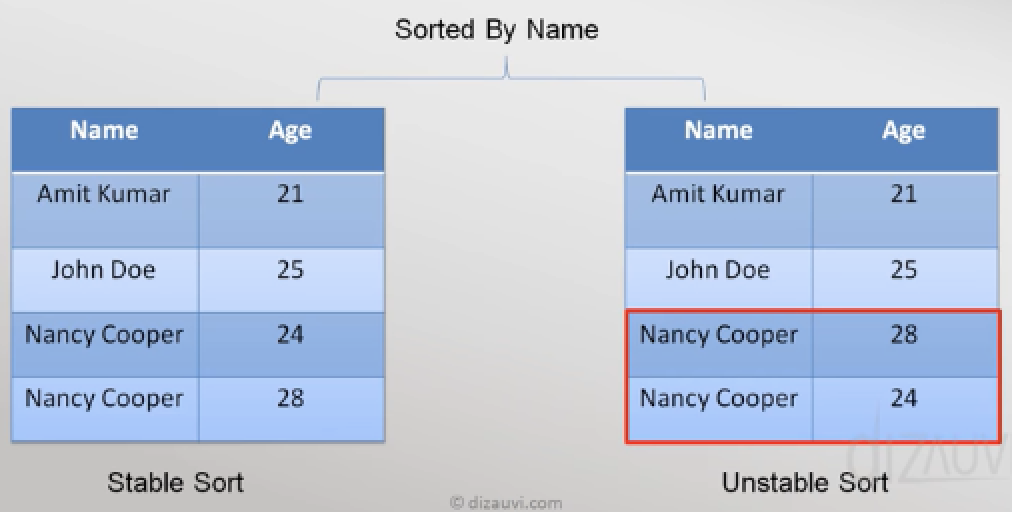 Sorted By Name
Name Age
Amit Kumar 21
John Doe 25
Nancy Cooper 24
Nancy Cooper 28
Stable Sort
Name Age
Amit Kumar 21
John Doe 25
Nancy Cooper 28
Nancy Cooper 24
Unstable Sort
dizauv
© dizauvi.com